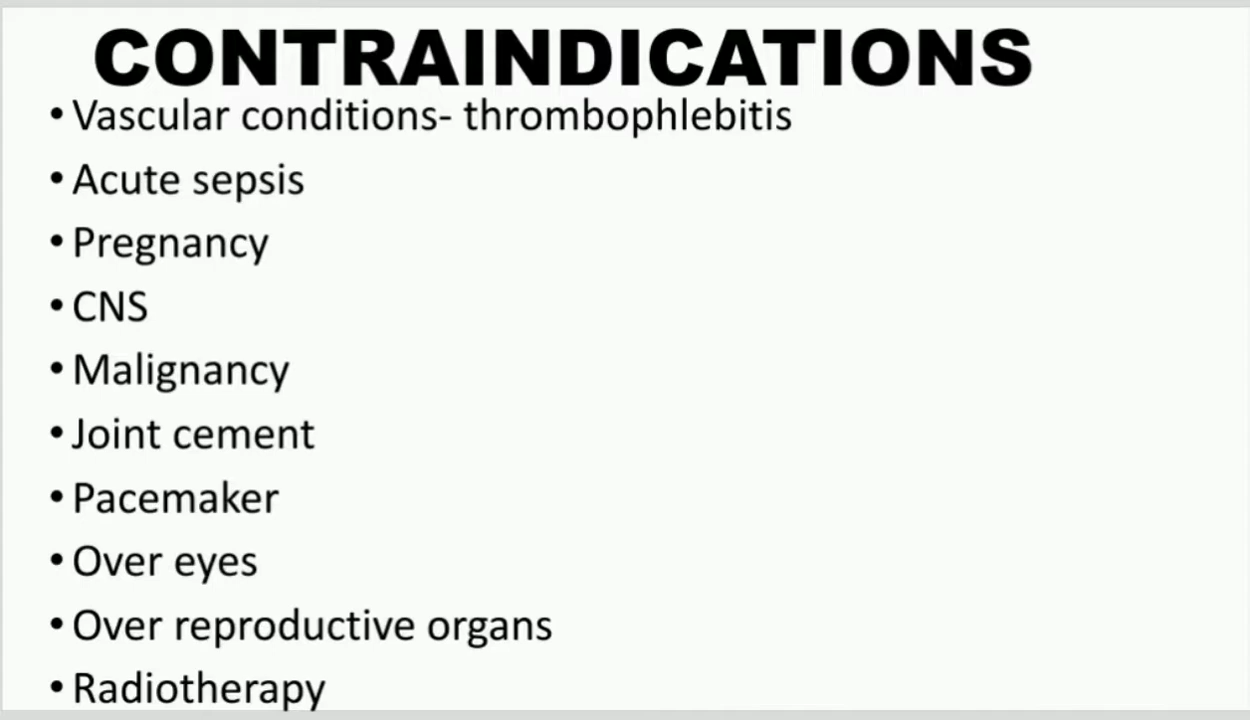 CONTRAINDICATIONS
• Vascular conditions- thrombophlebitis
• Acute sepsis
• Pregnancy
• CNS
• Malignancy
• Joint cement
• Pacemaker
• Over eyes
• Over reproductive organs
• Radiotherapy